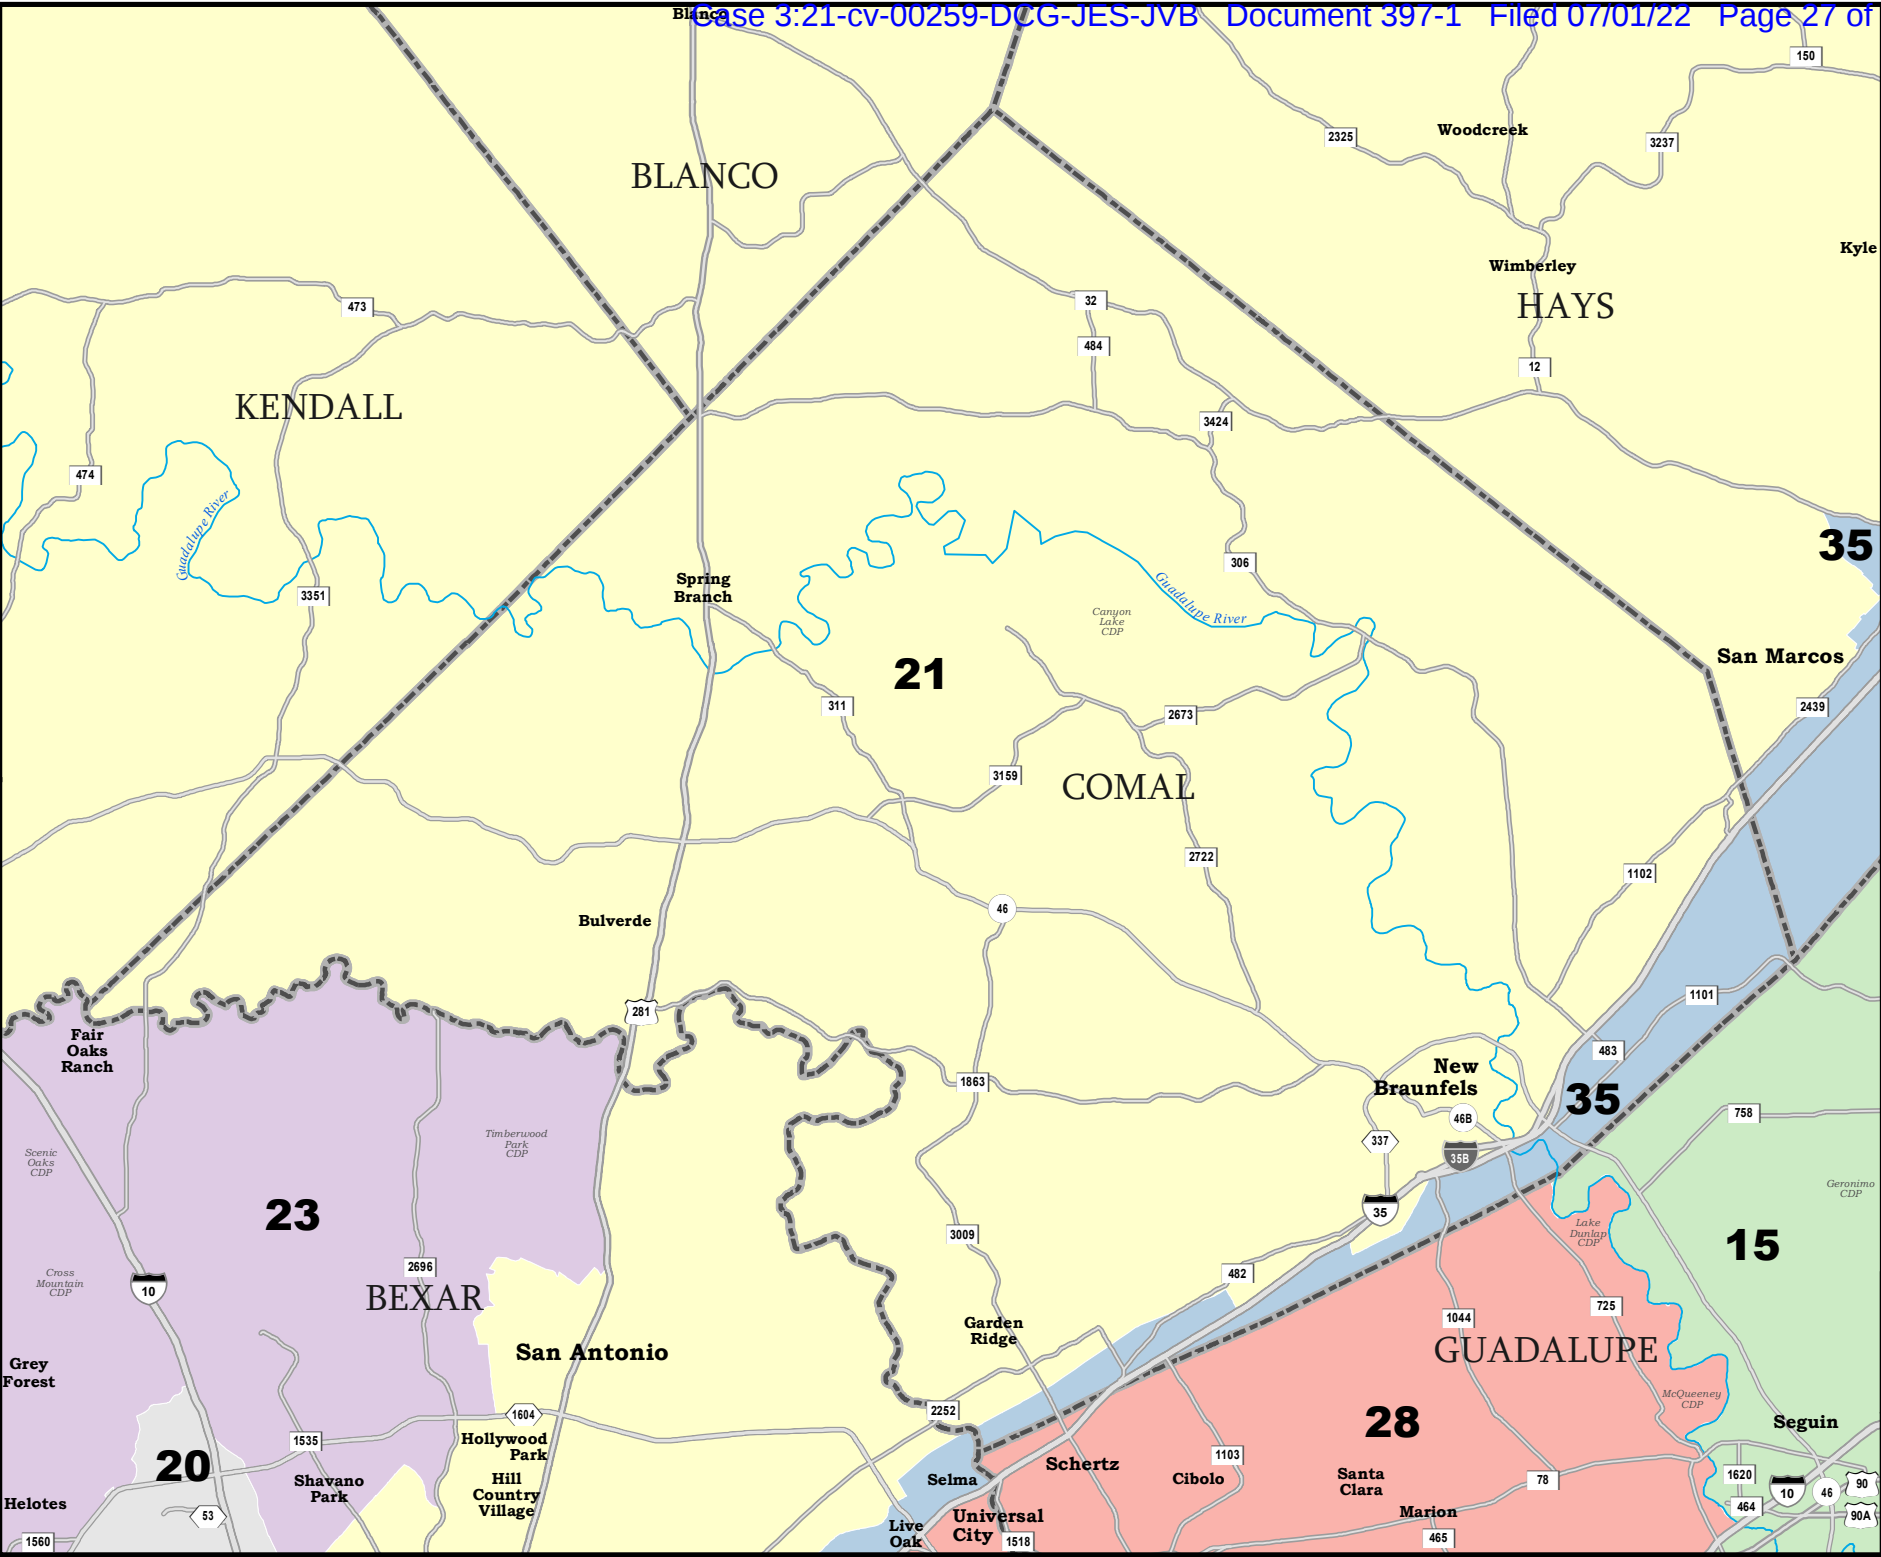 Blanco
Case 3:21-cv-00259-DCG-JES-JVB Document 397-1 Filed 07/01/22 Page 27 of
150
2325
Woodcreek
3237
BLANCO
Kyle
Wimberley
HAYS
473
32
484
12
KENDALL
3424
474
Guadalupe River
35
306
Spring
Branch
3351
Guadalupe River
Canyon
Lake
CDP
21
San Marcos
311
2673
2439
3159
COMAL
2722
1102
46
Bulverde
1101
281
Fair
Oaks
Ranch
483
New
Braunfels
1863
35
46B
758
337
35B
Timberwood
Park
CDP
Scenic
Oaks
CDP
Geronimo
CDP
23
35
3009
Lake
Dunlap
CDP
15
2696
482
Cross
Mountain
CDP
10
BEXAR
725
1044
Garden
Ridge
GUADALUPE
San Antonio
Grey
Forest
McQueeney
CDP
2252
1604
28
Seguin
1535
Hollywood
Park
1103
20
Schertz
Selma
Cibolo
Santa
Clara
78
1620
Shavano
Park
Hill
Country
Village
10
46
90
464
90A
Helotes
53
Universal
City
Marion
Live
Oak
1560
1518
465